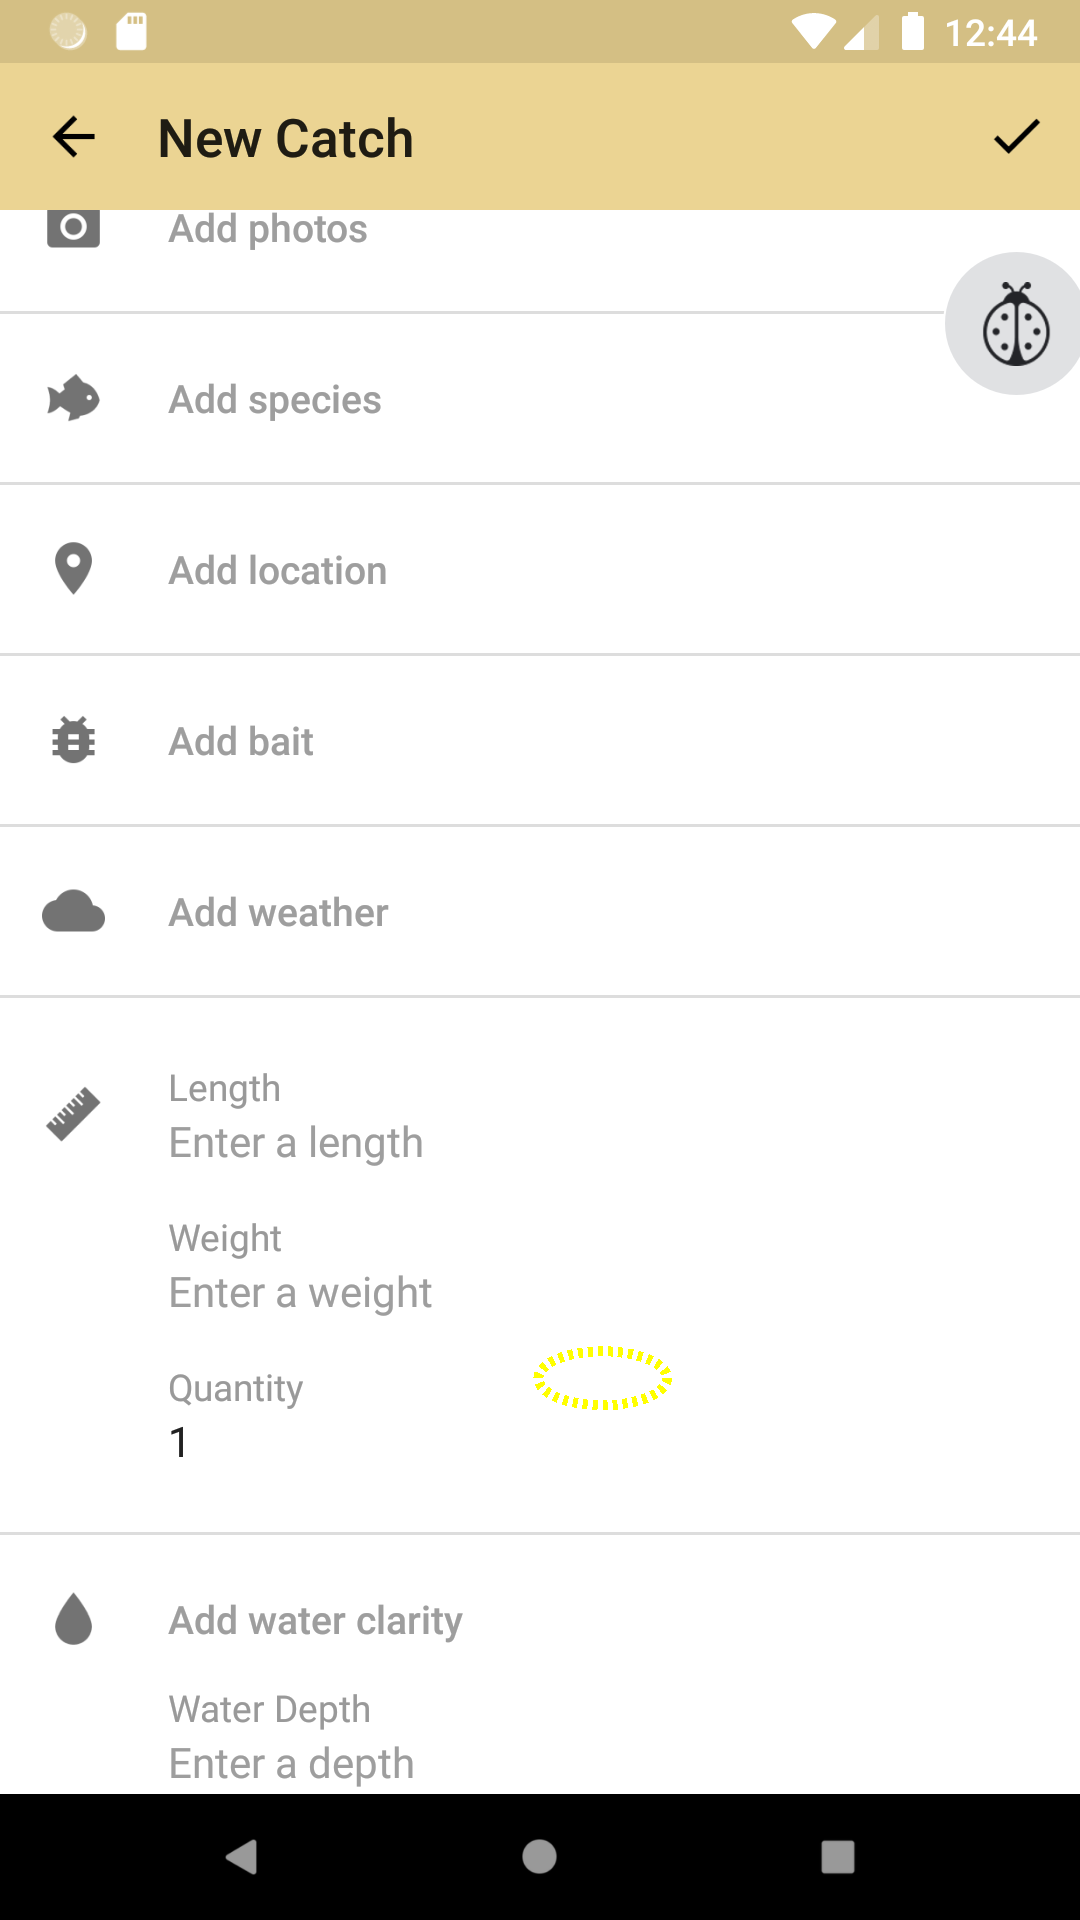 12:44
New Catch
Add photos
Add species
Add location
Add bait
Add weather
Length
Enter a length
Weight
Enter a weight
Quantity
1
Add water clarity
Water Depth
Enter a depth